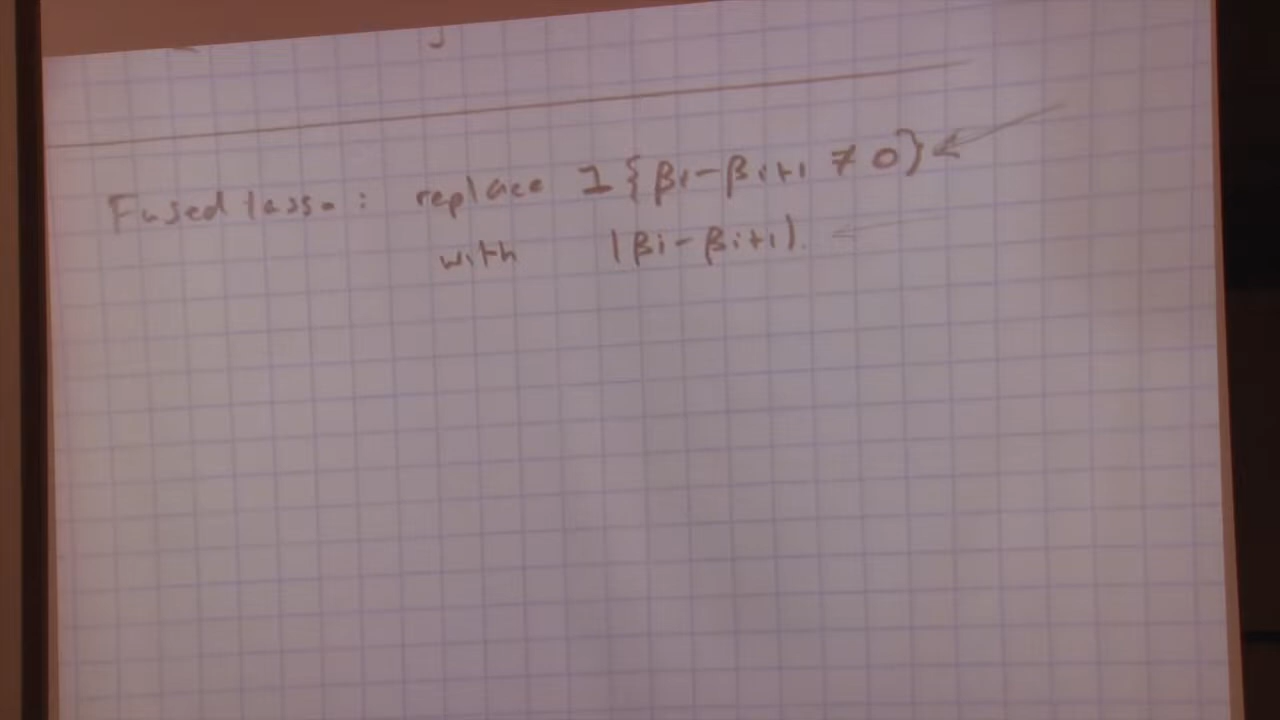 Fused lasso: replace 1{βi-βi+1 ≠ 0}
with |βi-βi+1|.